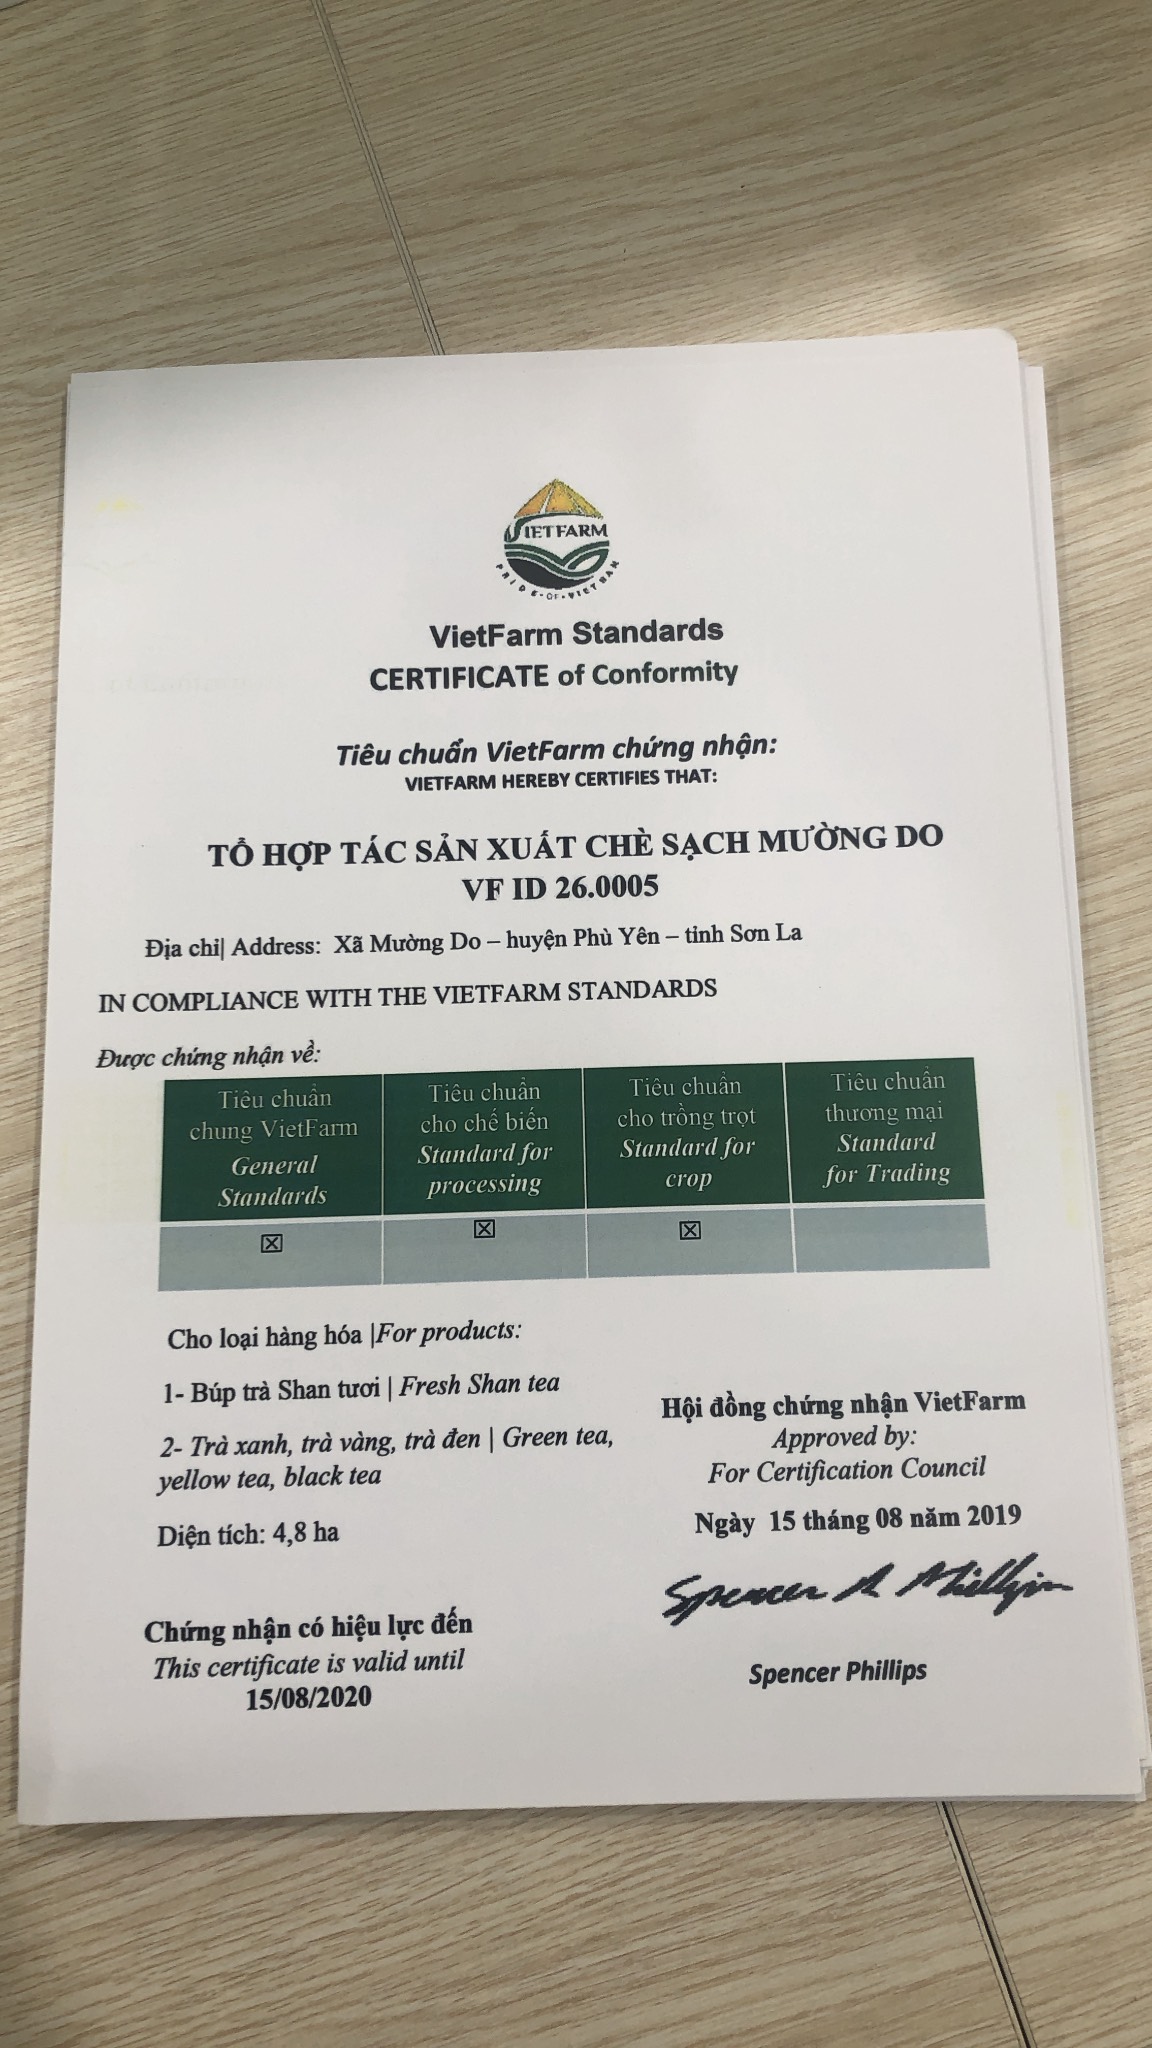 VIETFARM
PRIDE-OF-VIETNAM
VietFarm Standards
CERTIFICATE of Conformity
Tiêu chuẩn VietFarm chứng nhận:
VIETFARM HEREBY CERTIFIES THAT:
TỔ HỢP TÁC SẢN XUẤT CHÈ SẠCH MƯỜNG DO
VF ID 26.0005
Địa chỉ| Address: Xã Mường Do – huyện Phù Yên – tỉnh Sơn La
IN COMPLIANCE WITH THE VIETFARM STANDARDS
Được chứng nhận về:
Tiêu chuẩn
chung VietFarm
General
Standards
Tiêu chuẩn
cho chế biến
Standard for
processing
Tiêu chuẩn
cho trồng trọt
Standard for
crop
Tiêu chuẩn
thương mại
Standard
for Trading
☒ ☒ ☒
Cho loại hàng hóa |For products:
1- Búp trà Shan tươi | Fresh Shan tea
2- Trà xanh, trà vàng, trà đen | Green tea,
yellow tea, black tea
Diện tích: 4,8 ha
Chứng nhận có hiệu lực đến
This certificate is valid until
15/08/2020
Hội đồng chứng nhận VietFarm
Approved by:
For Certification Council
Ngày 15 tháng 08 năm 2019
Spencer A Phillips
Spencer Phillips